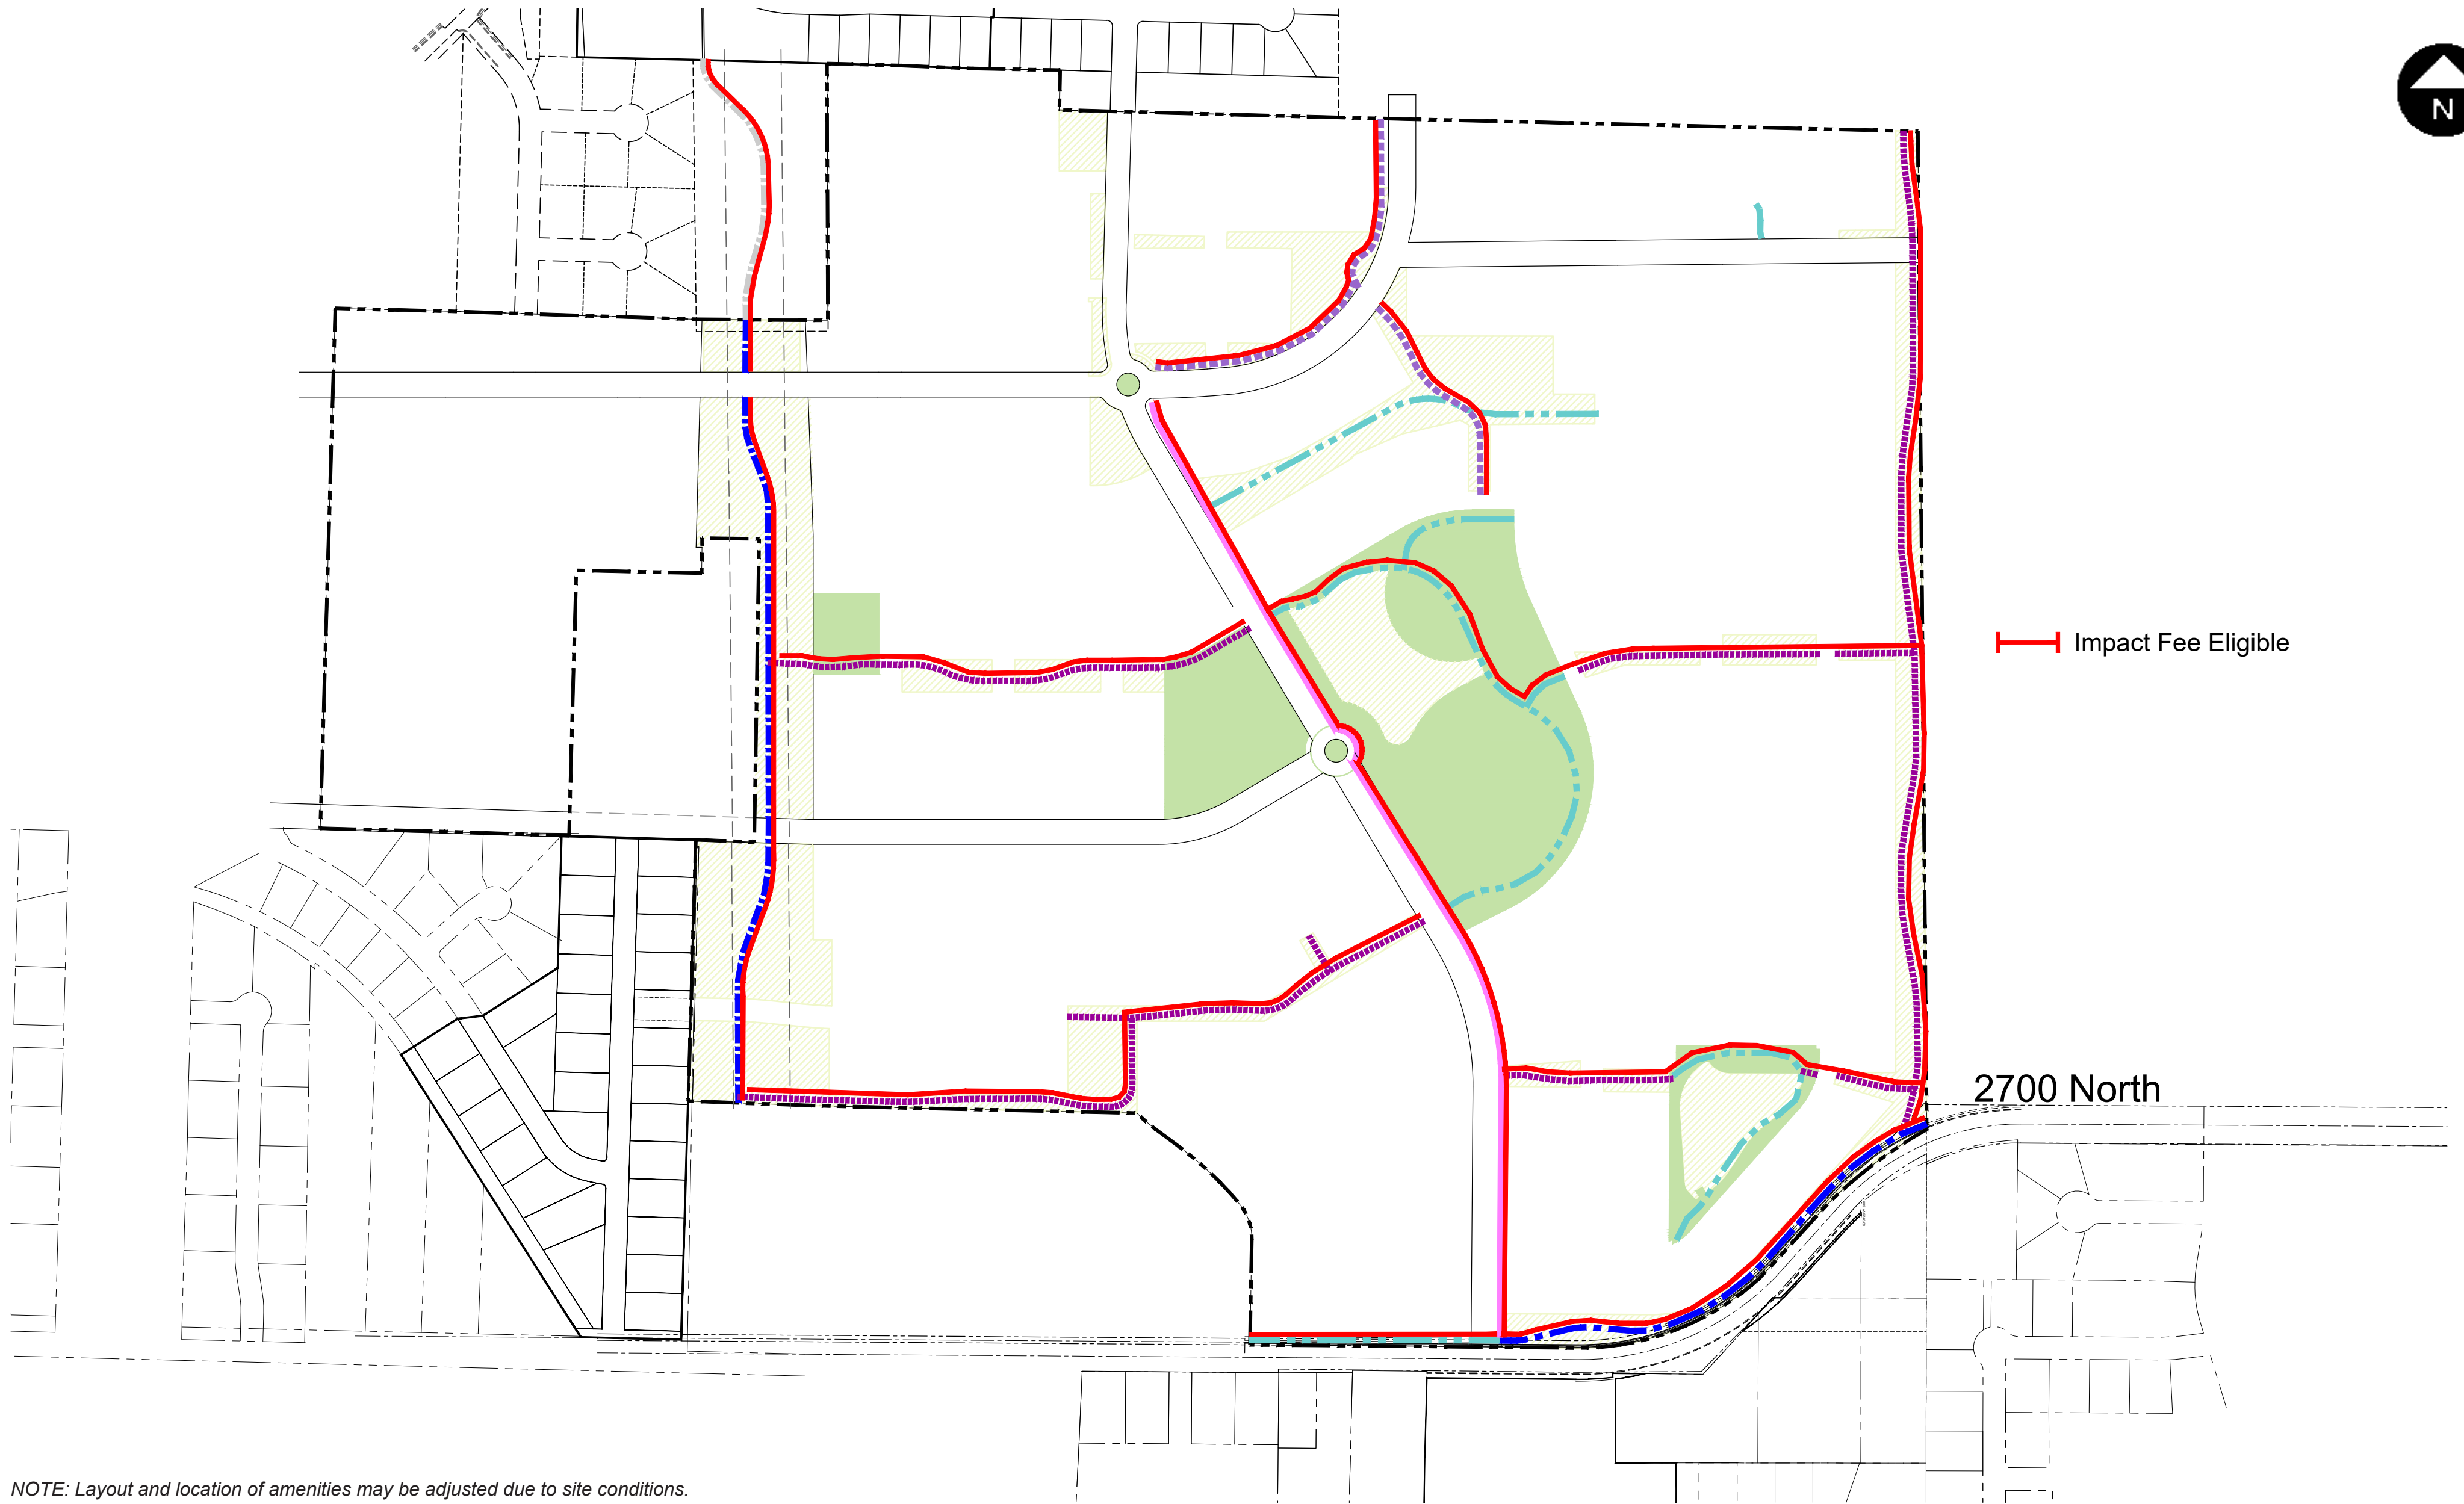 N
Impact Fee Eligible
2700 North
NOTE: Layout and location of amenities may be adjusted due to site conditions.